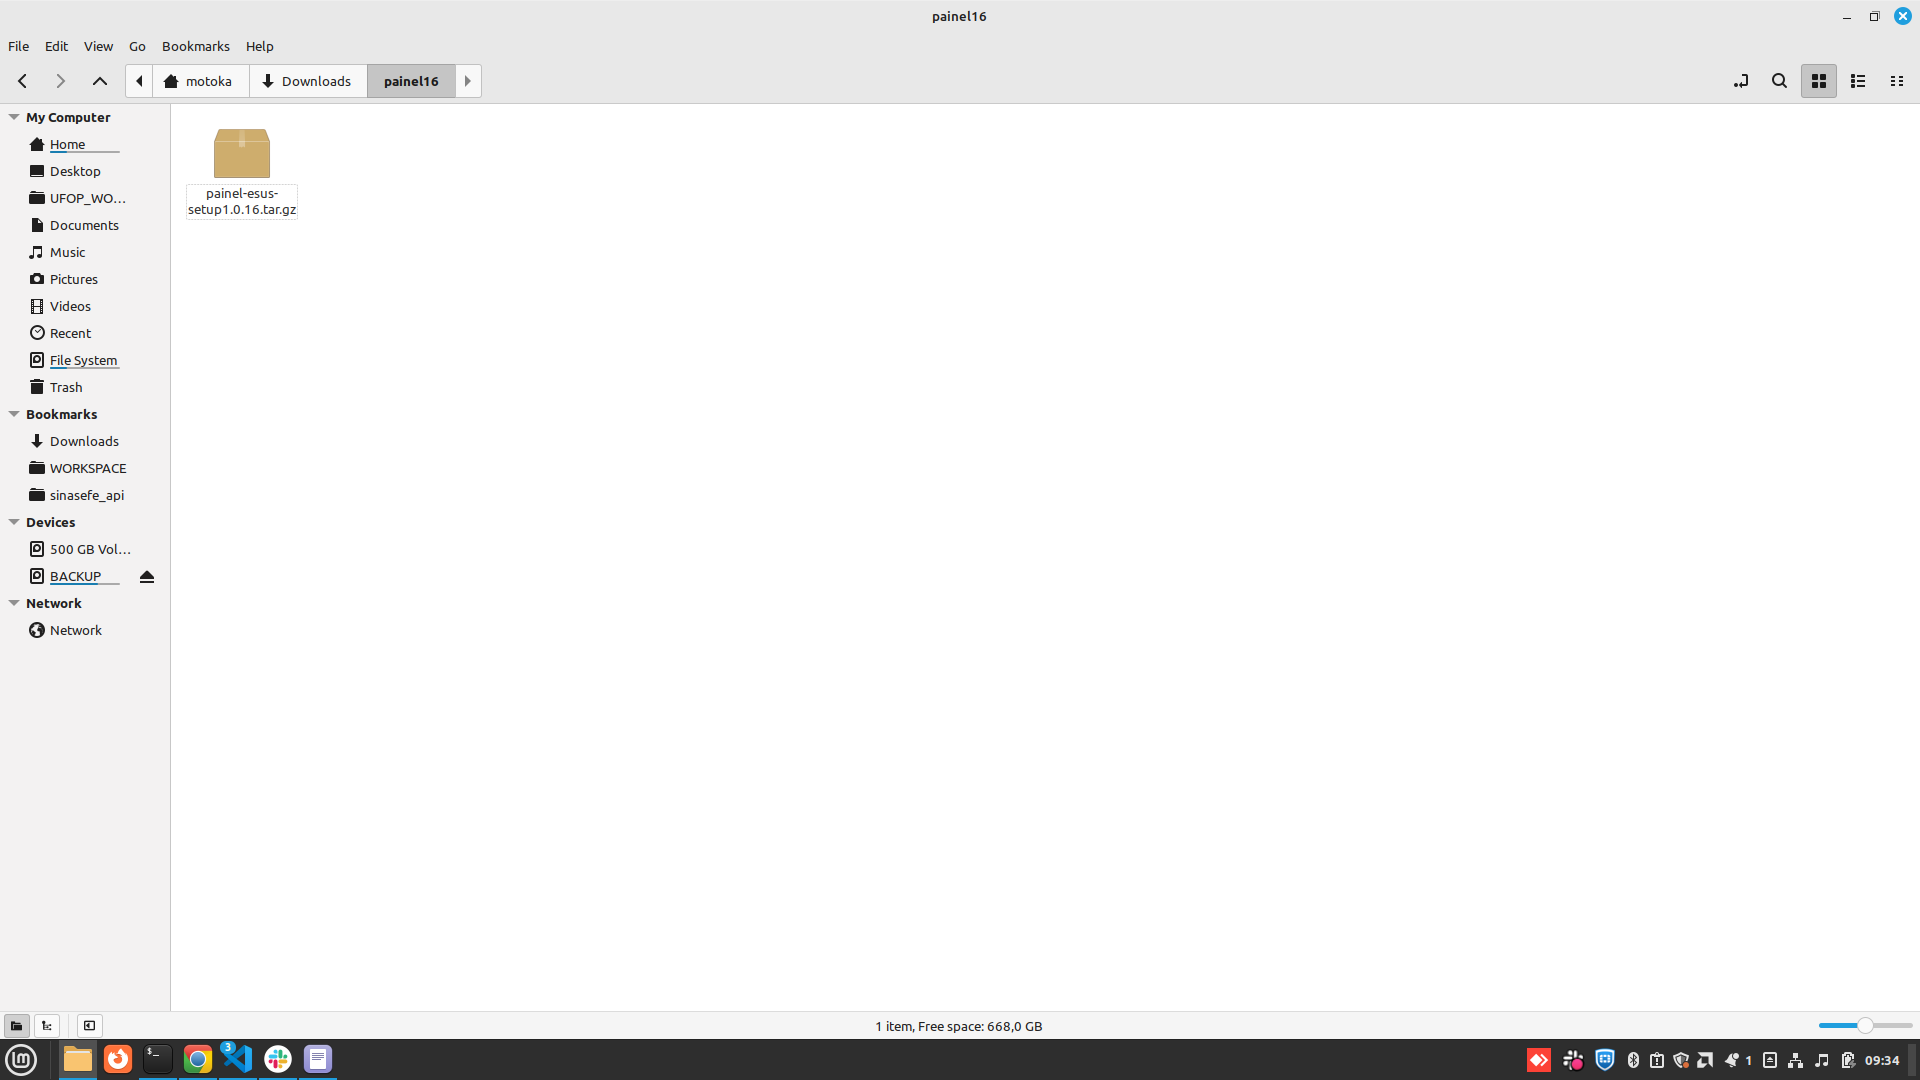 painel16
File Edit View Go Bookmarks Help
motoka Downloads painel16
My Computer
Home
Desktop
UFOP_WO...
Documents
Music
Pictures
Videos
Recent
File System
Trash
Bookmarks
Downloads
WORKSPACE
sinasefe_api
Devices
500 GB Vol...
BACKUP
Network
Network
painel-esus-
setup1.0.16.tar.gz
1 item, Free space: 668,0 GB
lm
$_
3
1
09:34